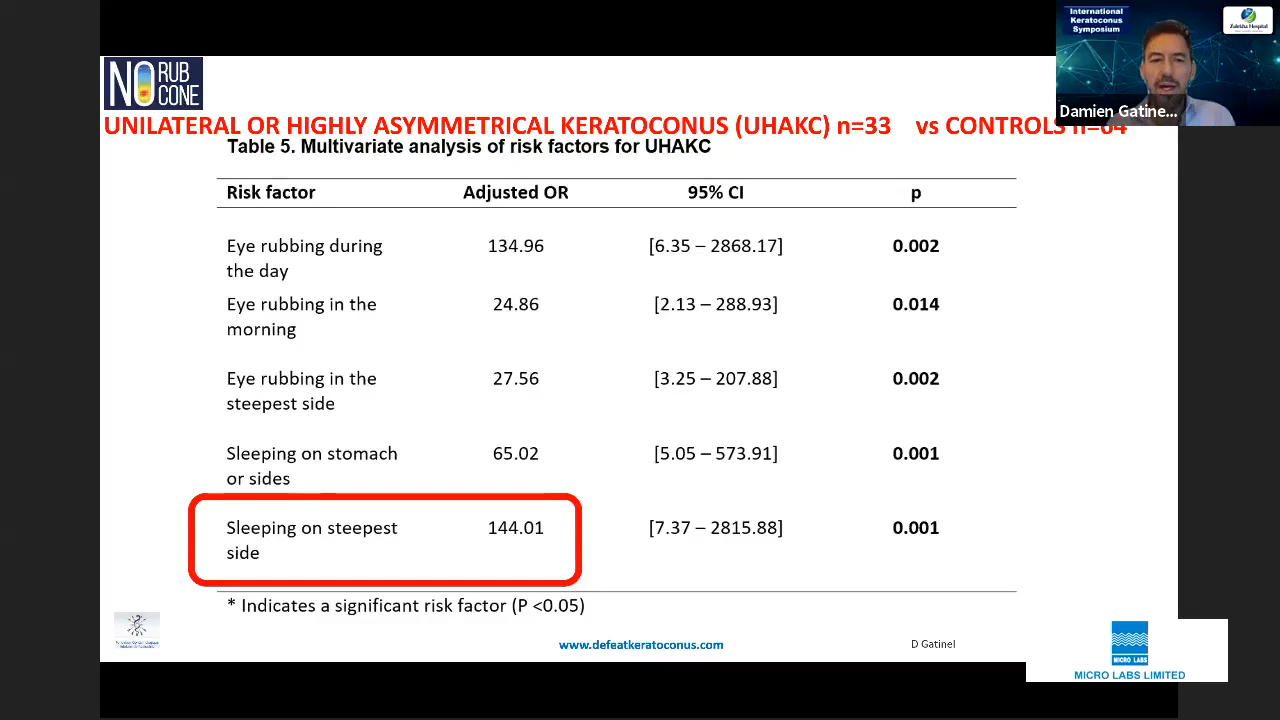 International
Keratoconus
Symposium
Zulekha Hospital
Damien Gatine...
NO RUB
CONE
UNILATERAL OR HIGHLY ASYMMETRICAL KERATOCONUS (UHAKC) n=33 vs CONTROLS n=64
Table 5. Multivariate analysis of risk factors for UHAKC
Risk factor Adjusted OR 95% CI p
Eye rubbing during 134.96 [6.35 – 2868.17] 0.002
the day
Eye rubbing in the 24.86 [2.13 – 288.93] 0.014
morning
Eye rubbing in the 27.56 [3.25 – 207.88] 0.002
steepest side
Sleeping on stomach 65.02 [5.05 – 573.91] 0.001
or sides
Sleeping on steepest 144.01 [7.37 – 2815.88] 0.001
side
* Indicates a significant risk factor (P <0.05)
www.defeatkeratoconus.com
D Gatinel
MICRO LABS
MICRO LABS LIMITED